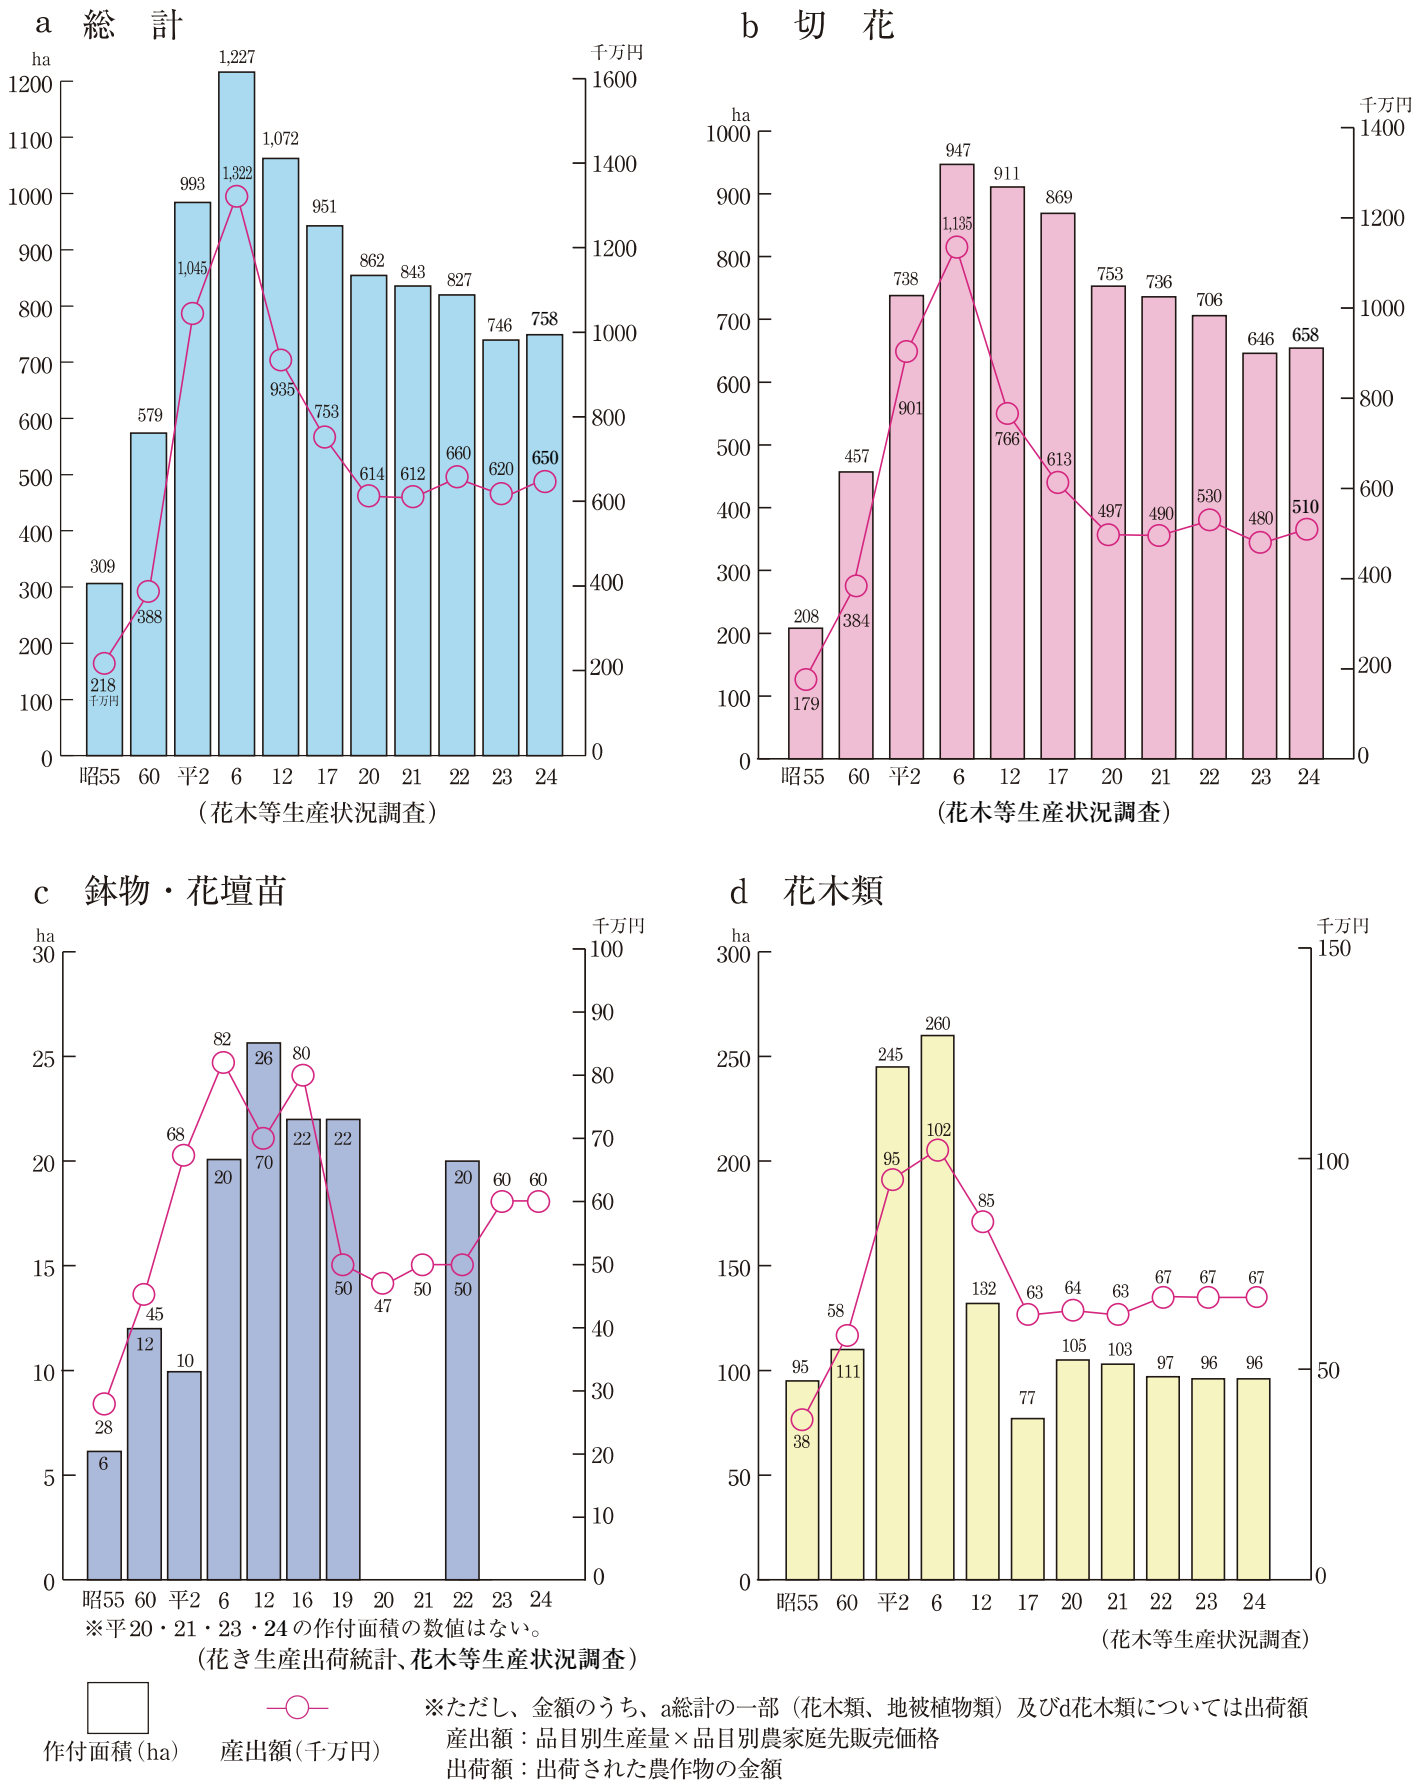 a 総 計
ha
千万円
1200
1100
1000
900
800
700
600
500
400
300
200
100
0
1600
1400
1200
1000
800
600
400
200
0
309 579 993 1,227 1,072 951 862 843 827 746 758
218 388 1,045 1,322 935 753 614 612 660 620 650
千万円
昭55 60 平2 6 12 17 20 21 22 23 24
（花木等生産状況調査）
b 切 花
ha
千万円
1000
900
800
700
600
500
400
300
200
100
0
1400
1200
1000
800
600
400
200
0
208 457 738 947 911 869 753 736 706 646 658
179 384 901 1,135 766 613 497 490 530 480 510
昭55 60 平2 6 12 17 20 21 22 23 24
（花木等生産状況調査）
c 鉢物・花壇苗
ha
千万円
30
25
20
15
10
5
0
100
90
80
70
60
50
40
30
20
10
0
28 45 68 82 70 80 50 47 50 50 60 60
6 12 10 20 26 22 22 20
昭55 60 平2 6 12 16 19 20 21 22 23 24
※平20・21・23・24の作付面積の数値はない。
（花き生産出荷統計、花木等生産状況調査）
d 花木類
ha
千万円
300
250
200
150
100
50
0
150
100
50
0
95 111 245 260 132 77 105 103 97 96 96
38 58 95 102 85 63 64 63 67 67 67
昭55 60 平2 6 12 17 20 21 22 23 24
（花木等生産状況調査）
作付面積（ha）
産出額（千万円）
※ただし、金額のうち、a総計の一部（花木類、地被植物類）及びd花木類については出荷額
産出額：品目別生産量×品目別農家庭先販売価格
出荷額：出荷された農作物の金額